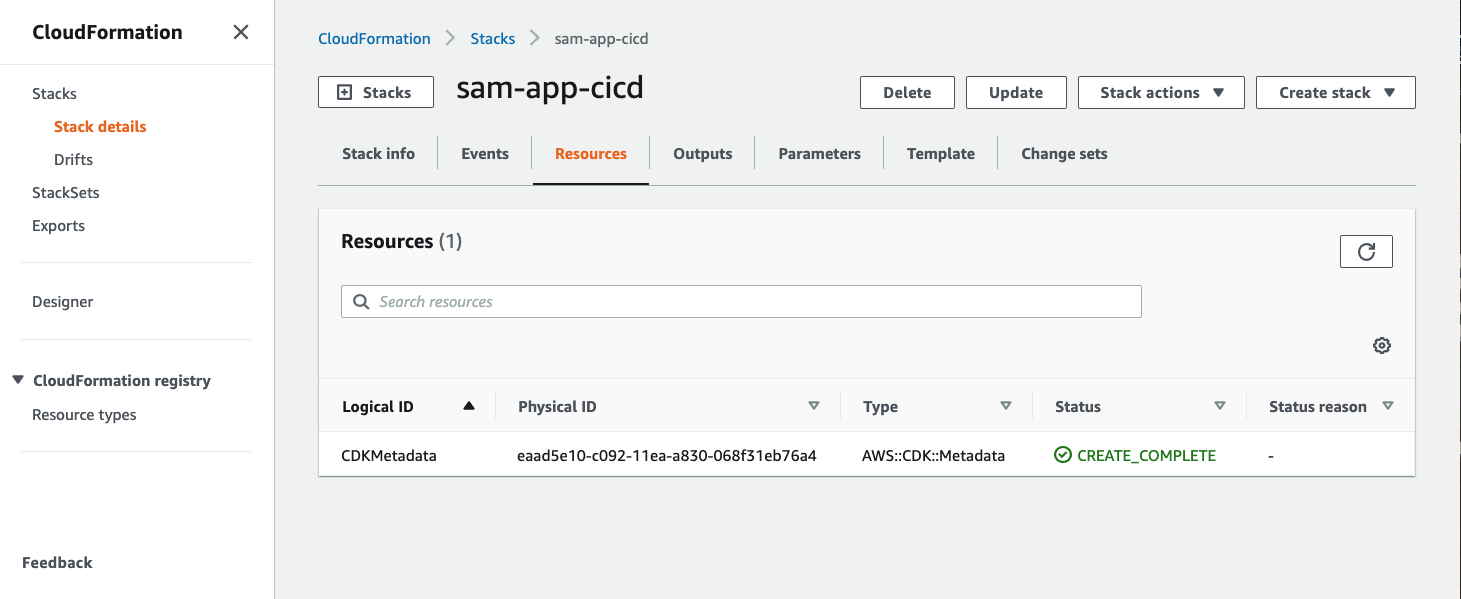 CloudFormation
Stacks
Stack details
Drifts
StackSets
Exports
Designer
CloudFormation registry
Resource types
Feedback
CloudFormation Stacks sam-app-cicd
Stacks sam-app-cicd Delete Update Stack actions Create stack
Stack info Events Resources Outputs Parameters Template Change sets
Resources (1)
Search resources
Logical ID Physical ID Type Status Status reason
CDKMetadata eaad5e10-c092-11ea-a830-068f31eb76a4 AWS::CDK::Metadata CREATE_COMPLETE -